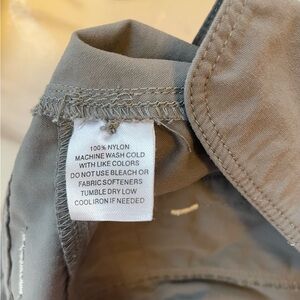 100% NYLON
MACHINE WASH COLD
WITH LIKE COLORS
DO NOT USE BLEACH OR
FABRIC SOFTENERS
TUMBLE DRY LOW
COOL IRON IF NEEDED